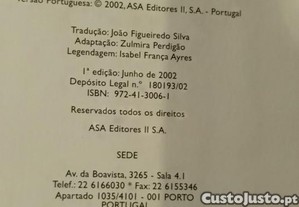 versão Portuguesa: © 2002, ASA Editores II, S.A. - Portugal
Tradução: João Figueiredo Silva
Adaptação: Zulmira Perdigão
Legendagem: Isabel França Ayres
1ª edição: Junho de 2002
Depósito Legal n.º 180193/02
ISBN: 972-41-3006-1
Reservados todos os direitos
ASA Editores II S.A.
SEDE
Av. da Boavista, 3265 - Sala 4.1
Telef.: 22 6166030 * Fax: 22 6155346
Apartado 1035/4101 - 001 PORTO
PORTUGAL
CustoJusto.pt